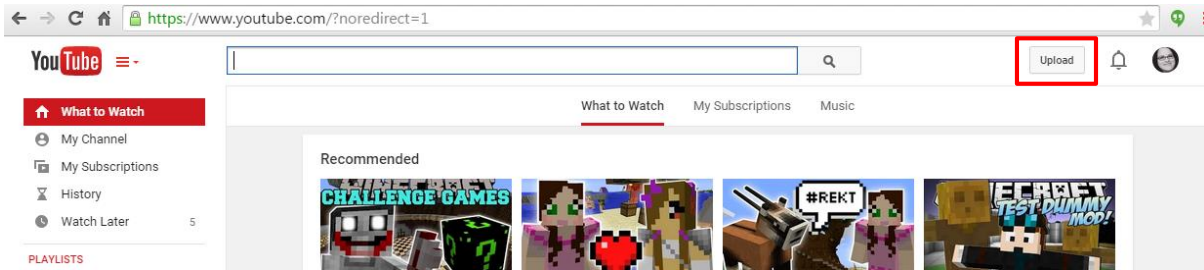 https://www.youtube.com/?noredirect=1
YouTube
Upload
What to Watch
My Channel
My Subscriptions
History
Watch Later 5
PLAYLISTS
What to Watch My Subscriptions Music
Recommended
CHALLENGE GAMES
#REKT
TEST DUMMY
MOD!